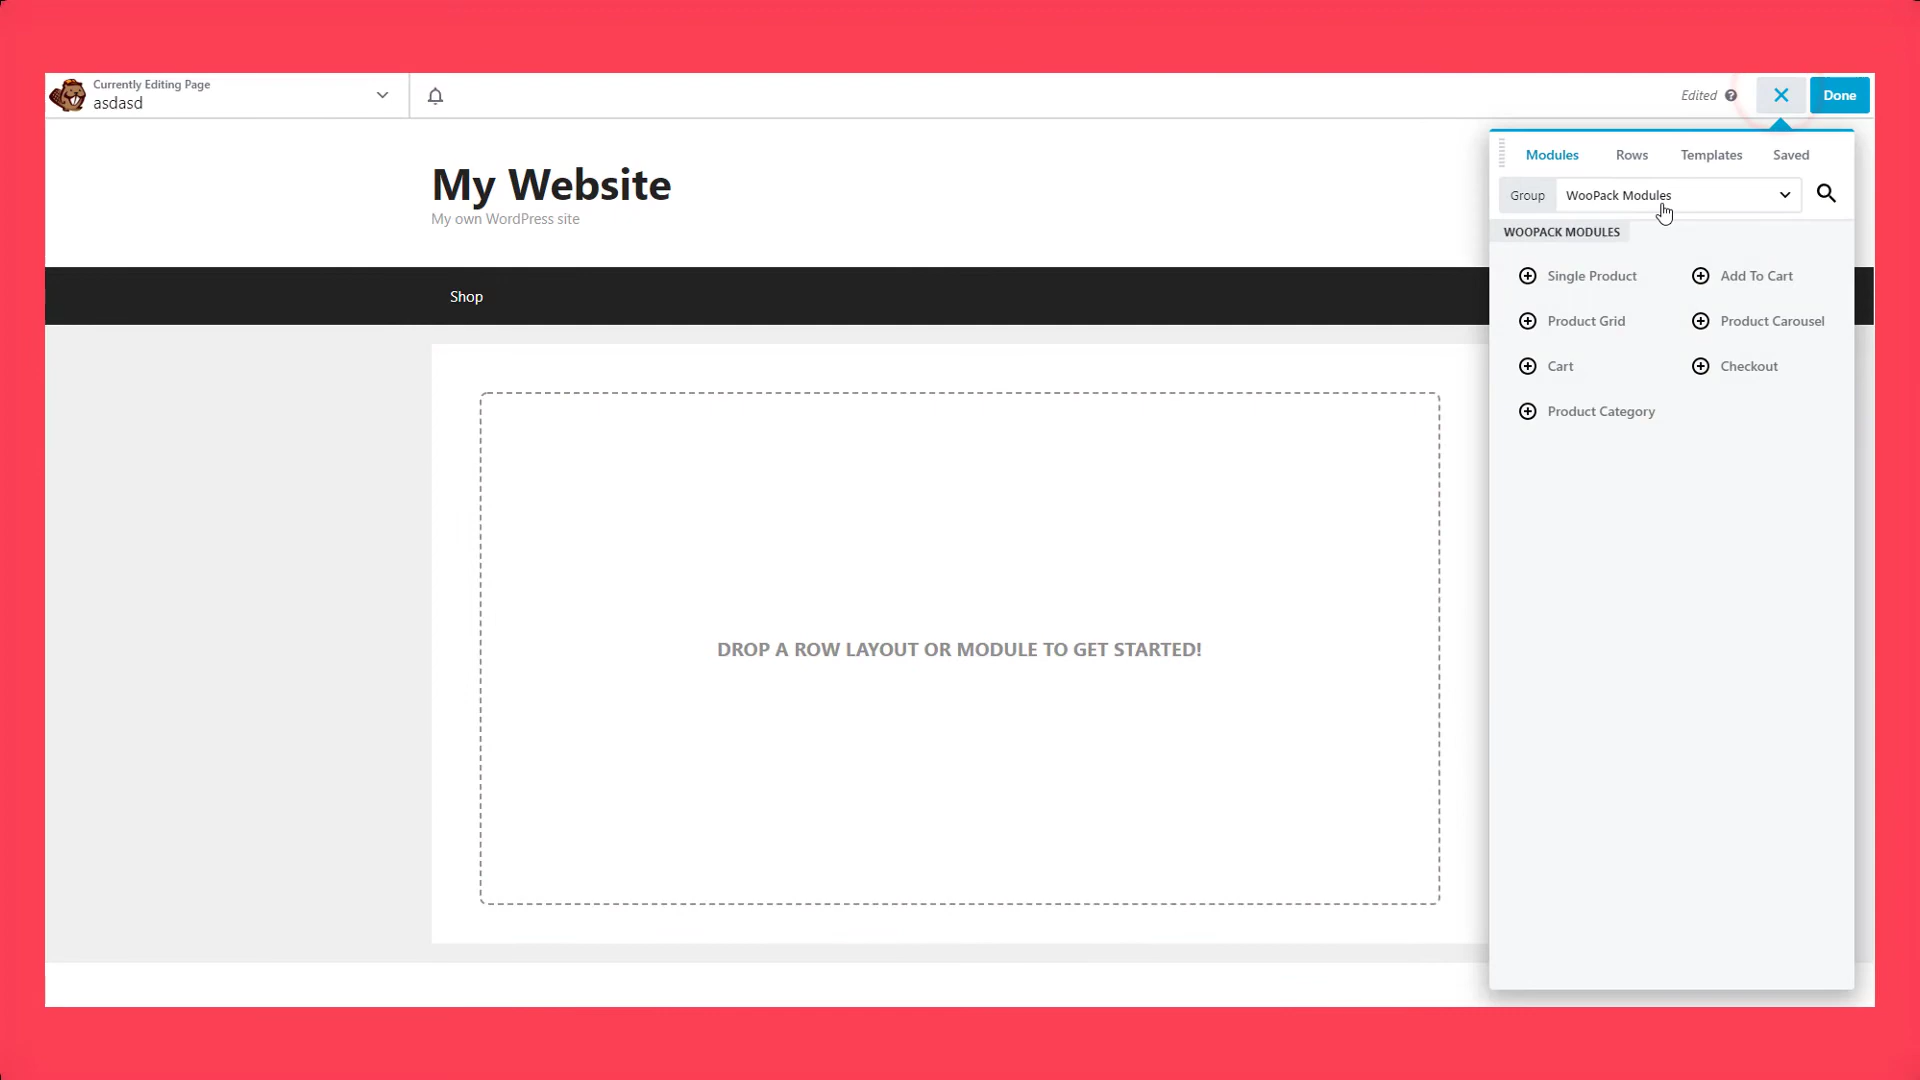 Currently Editing Page
asdasd
Edited
Done
My Website
My own WordPress site
Shop
DROP A ROW LAYOUT OR MODULE TO GET STARTED!
Modules Rows Templates Saved
Group WooPack Modules
WOOPACK MODULES
Single Product Add To Cart
Product Grid Product Carousel
Cart Checkout
Product Category